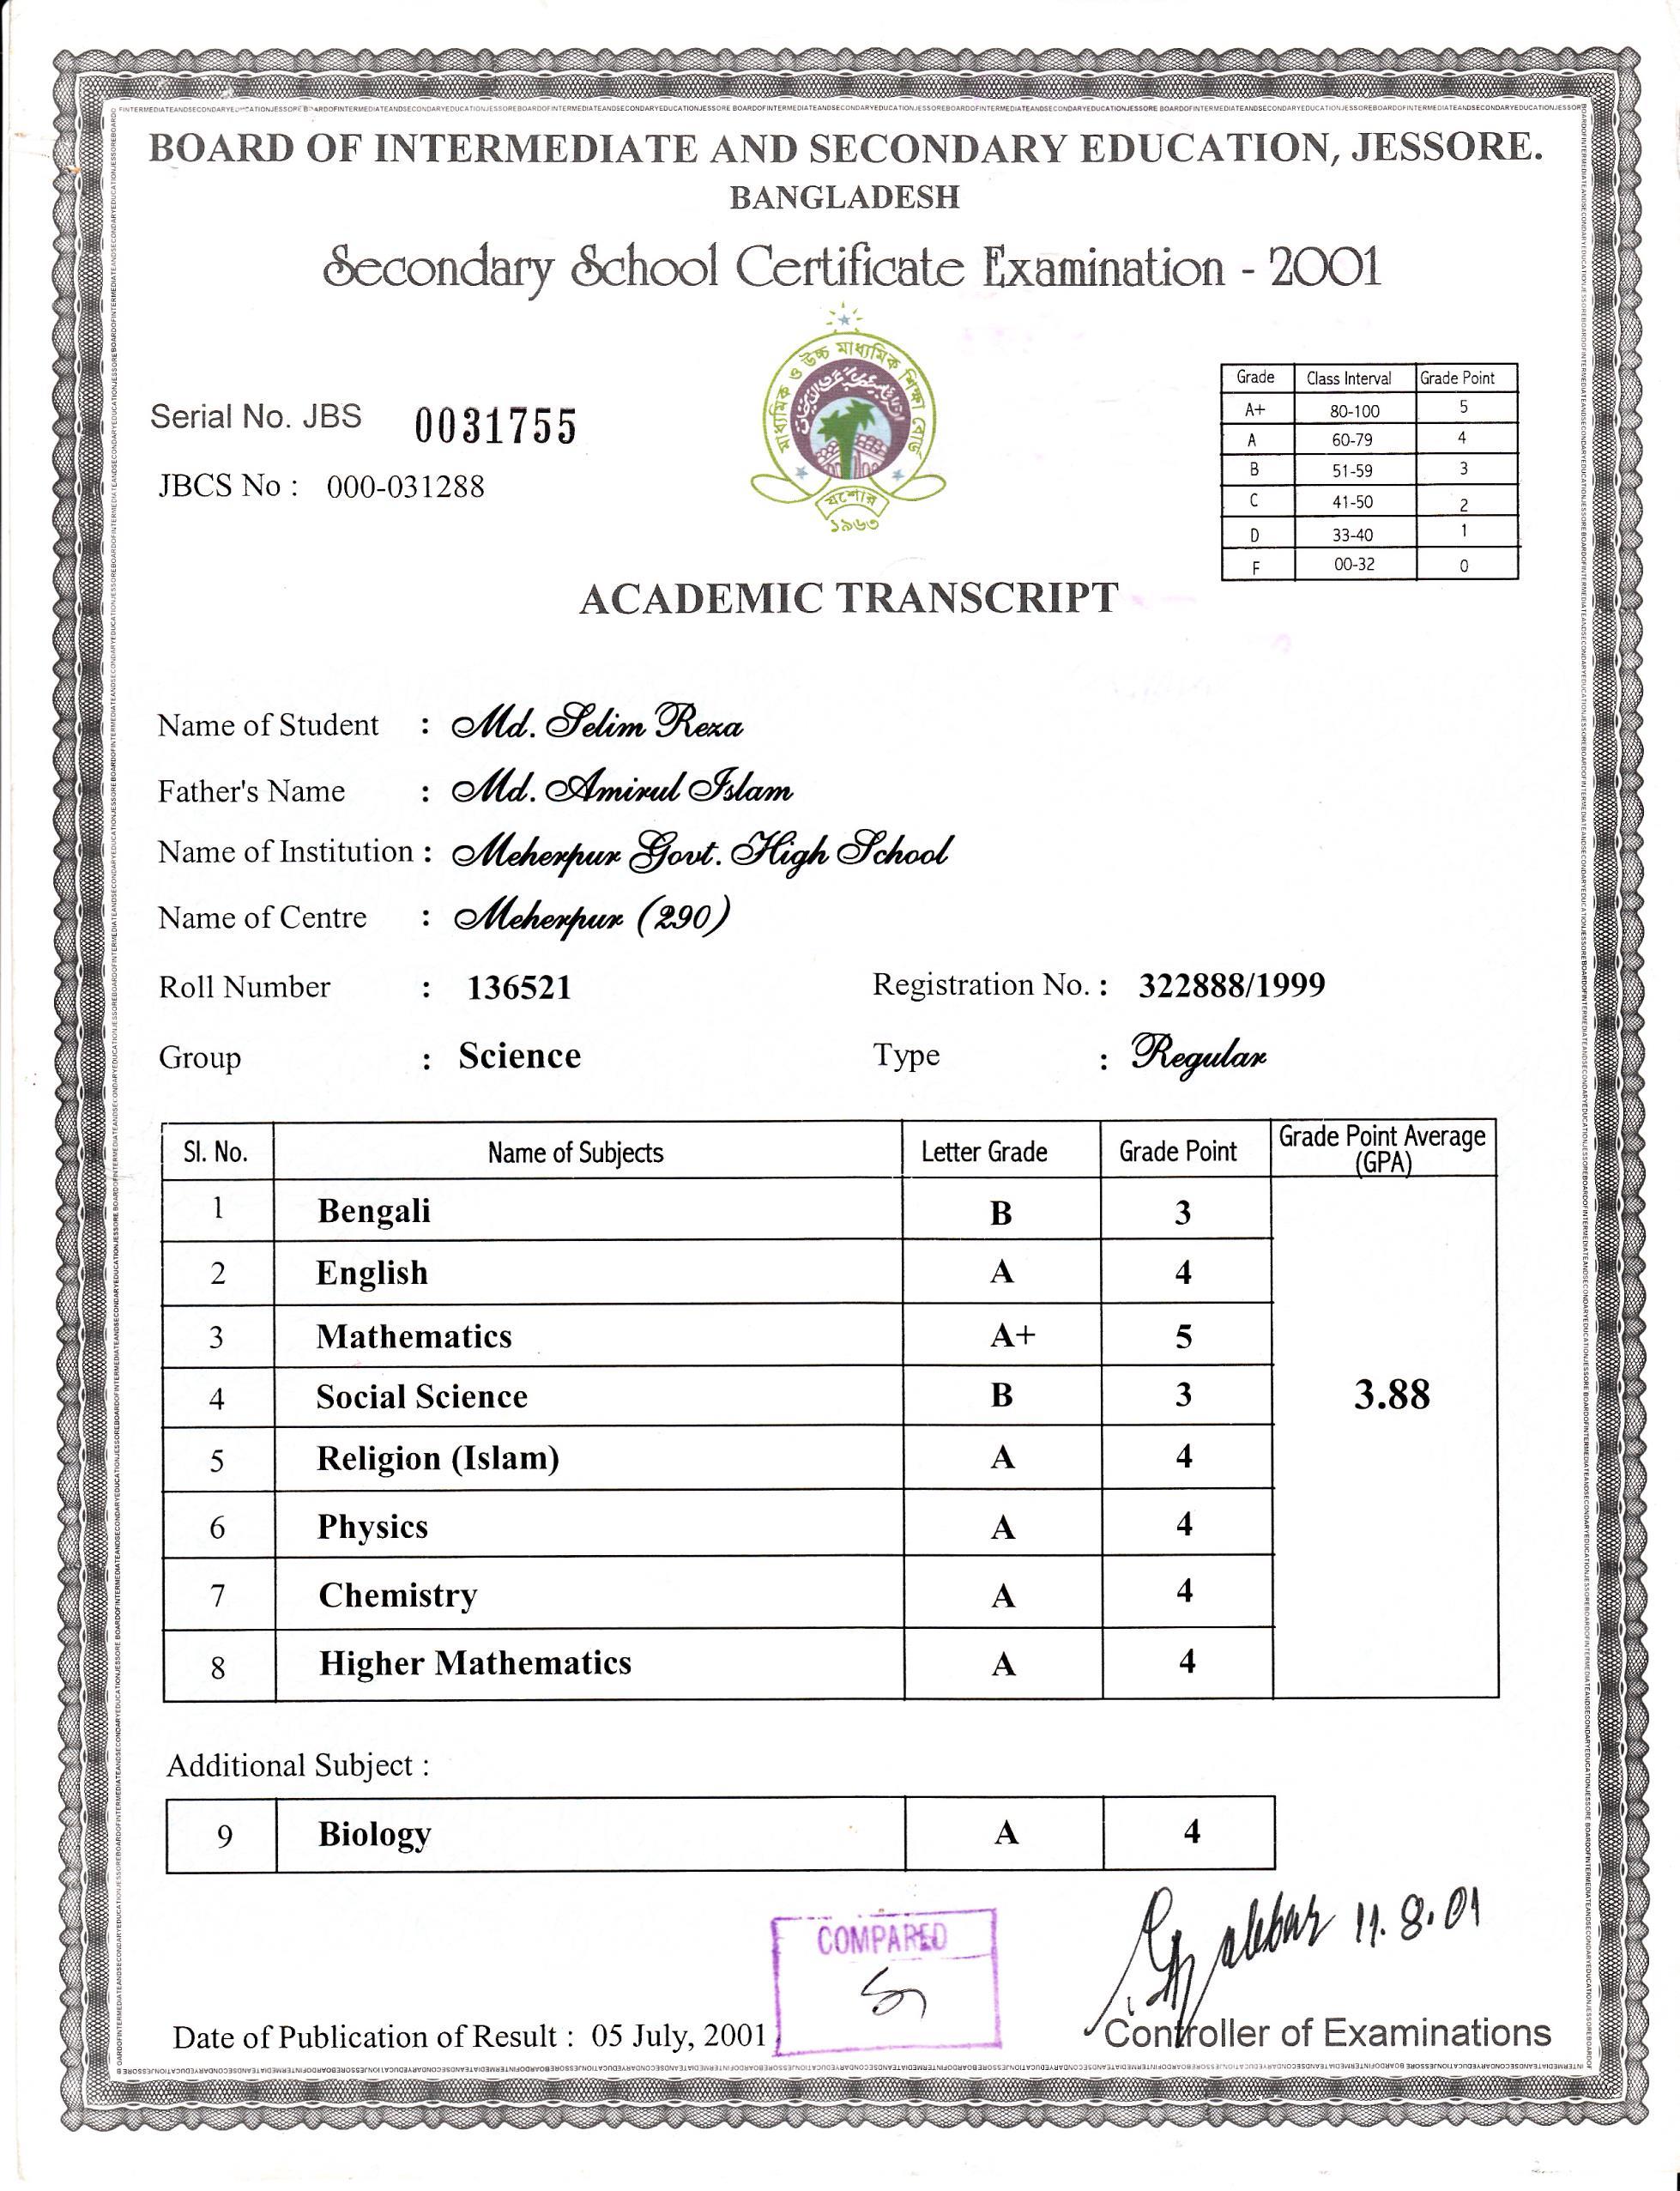 BOARD OF INTERMEDIATE AND SECONDARY EDUCATION, JESSORE.
BANGLADESH
Secondary School Certificate Examination - 2001
মাধ্যমিক ও উচ্চ মাধ্যমিক শিক্ষা বোর্ড
যশোর
১৯৬৩
Serial No. JBS 0031755
JBCS No : 000-031288
Grade Class Interval Grade Point
A+ 80-100 5
A 60-79 4
B 51-59 3
C 41-50 2
D 33-40 1
F 00-32 0
ACADEMIC TRANSCRIPT
Name of Student : Md. Selim Reza
Father's Name : Md. Amirul Islam
Name of Institution : Meherpur Govt. High School
Name of Centre : Meherpur (290)
Roll Number : 136521 Registration No. : 322888/1999
Group : Science Type : Regular
Sl. No. Name of Subjects Letter Grade Grade Point Grade Point Average (GPA)
1 Bengali B 3
2 English A 4
3 Mathematics A+ 5
4 Social Science B 3 3.88
5 Religion (Islam) A 4
6 Physics A 4
7 Chemistry A 4
8 Higher Mathematics A 4
Additional Subject :
9 Biology A 4
COMPARED
11.8.01
Date of Publication of Result : 05 July, 2001
Controller of Examinations